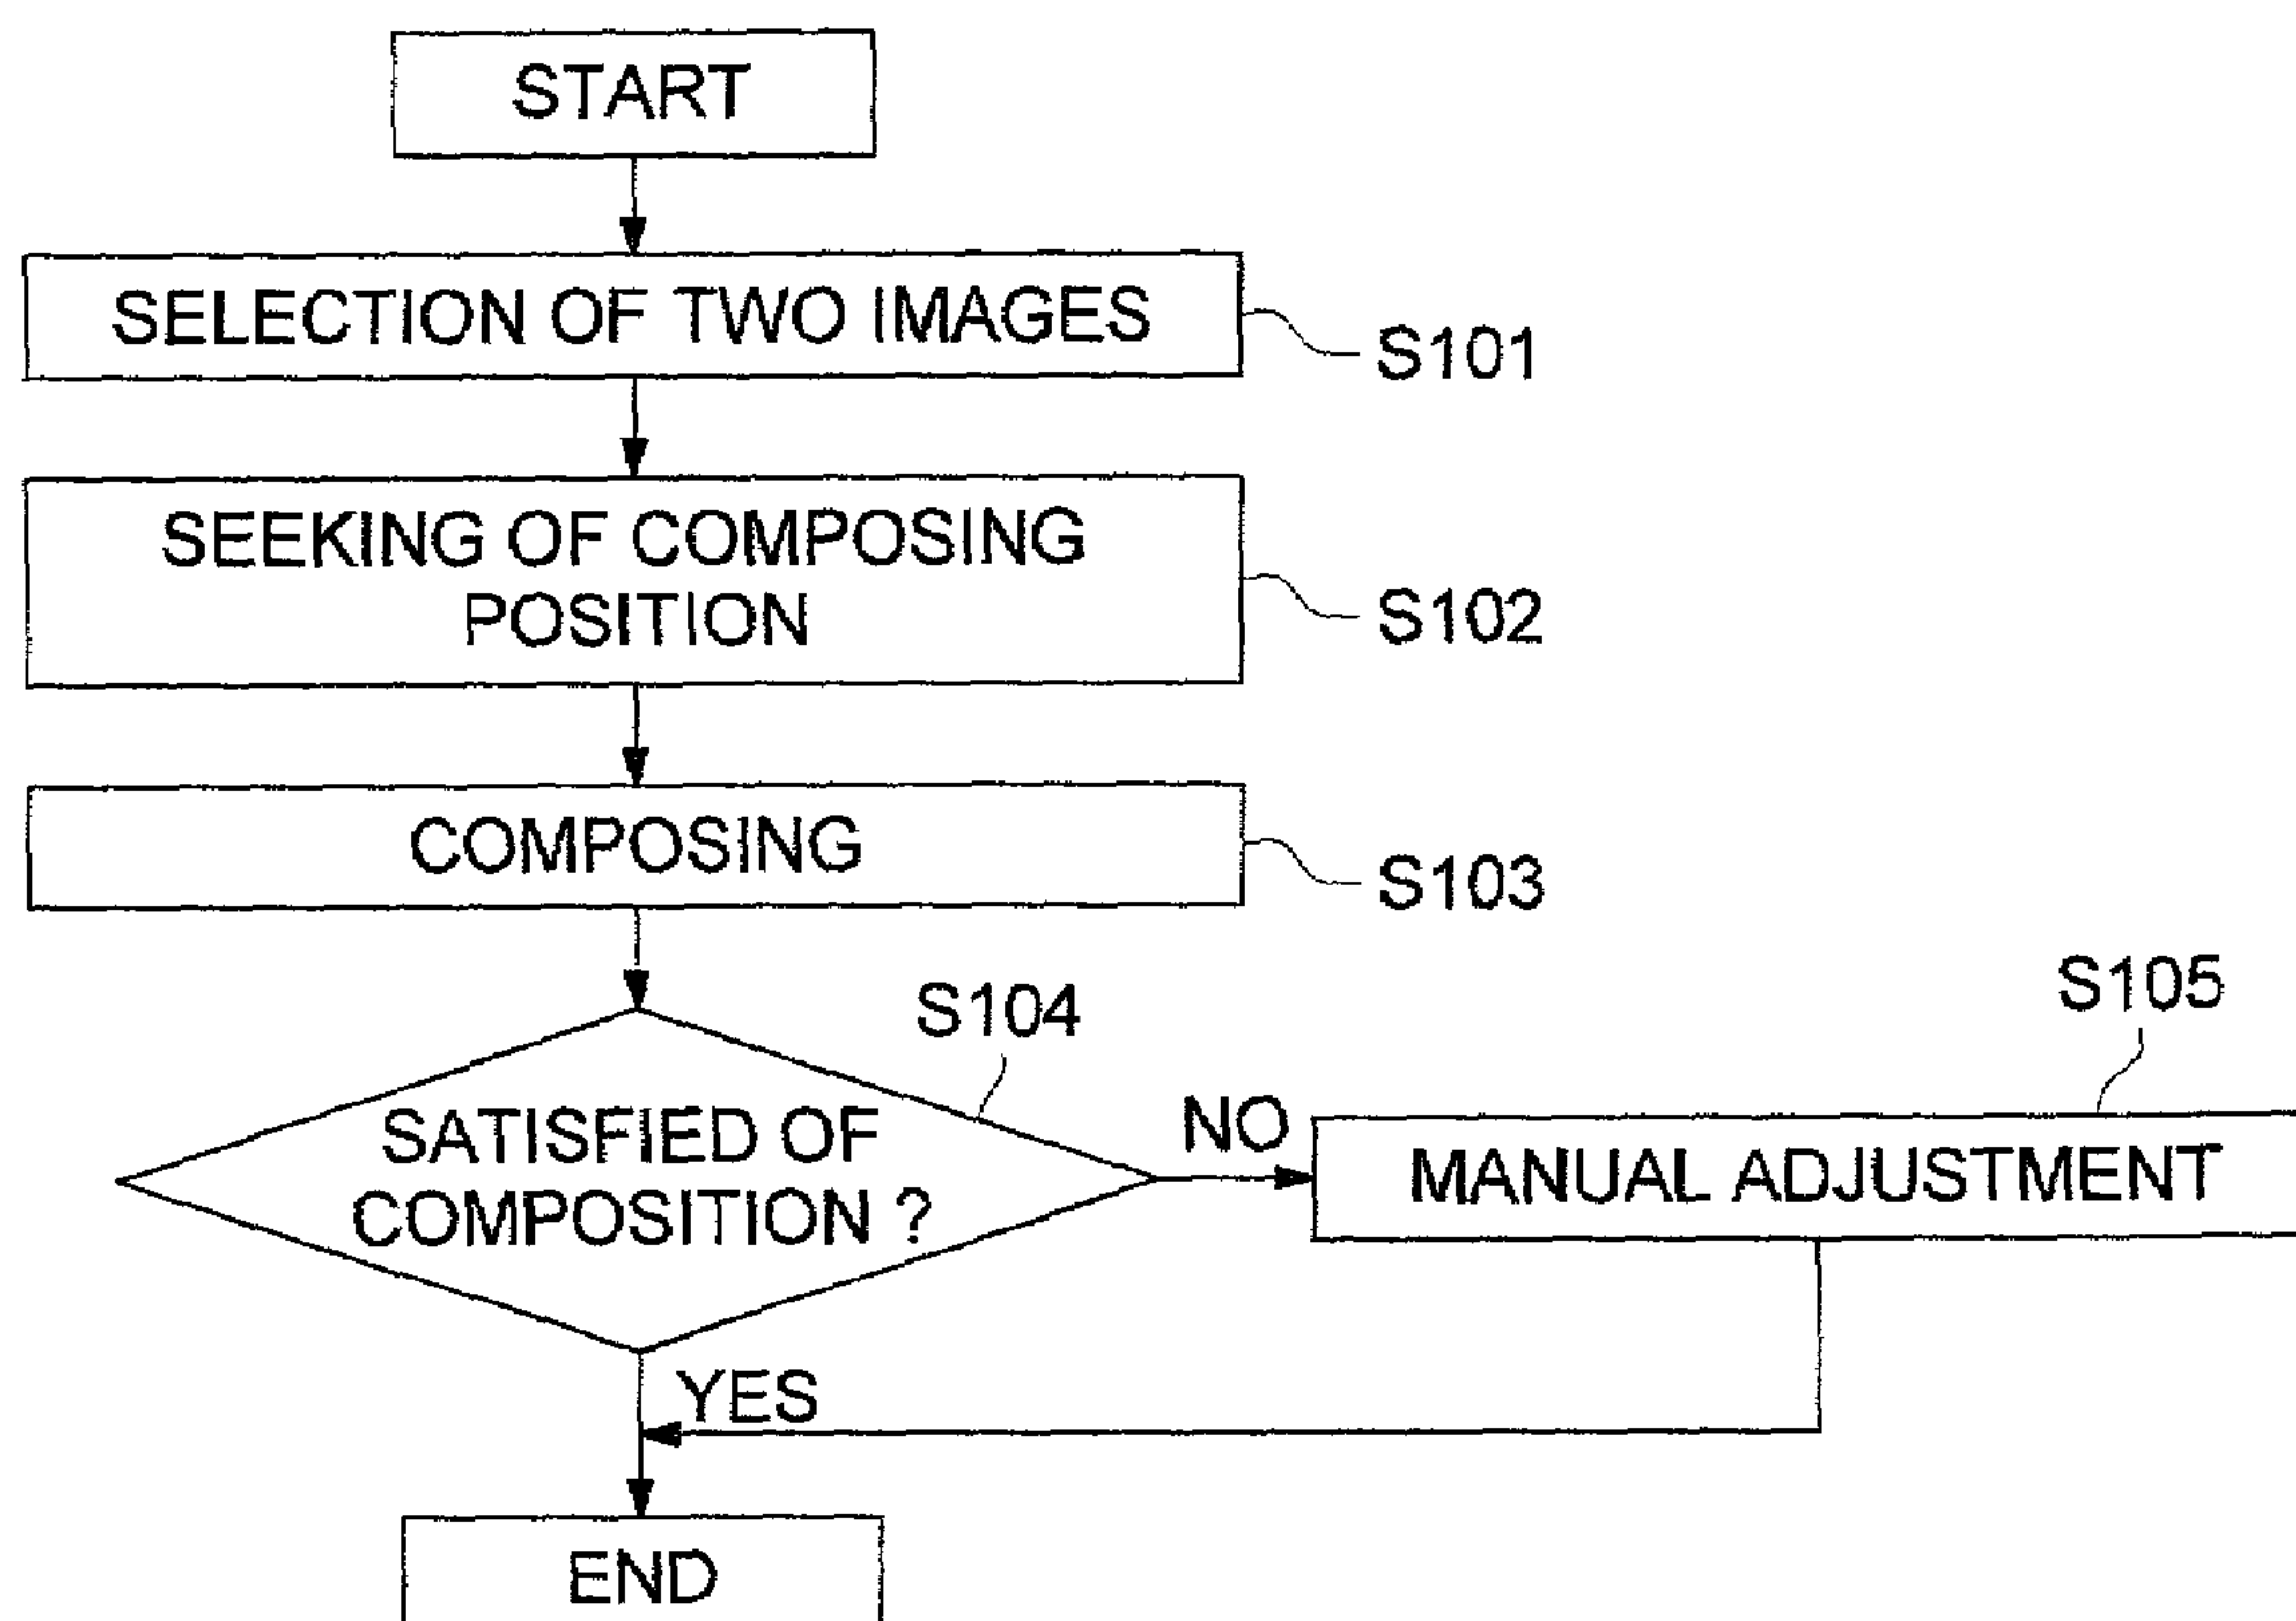 START
SELECTION OF TWO IMAGES
S101
SEEKING OF COMPOSING
POSITION
S102
COMPOSING
S103
S104
S105
SATISFIED OF
COMPOSITION ?
NO
MANUAL ADJUSTMENT
YES
END